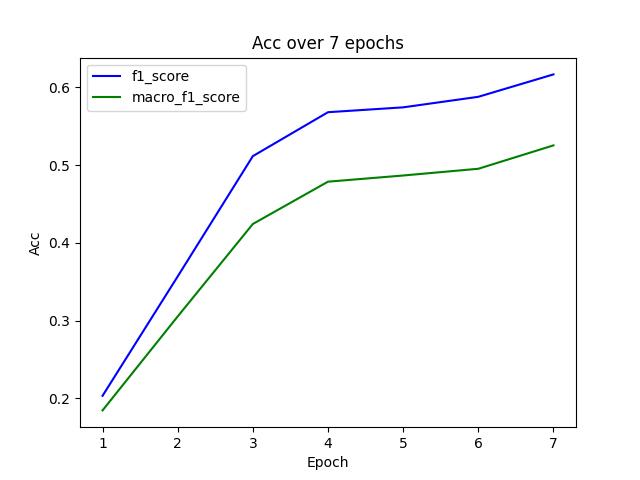 Acc over 7 epochs
f1_score
macro_f1_score
0.6
0.5
0.4
0.3
0.2
Acc
1 2 3 4 5 6 7
Epoch